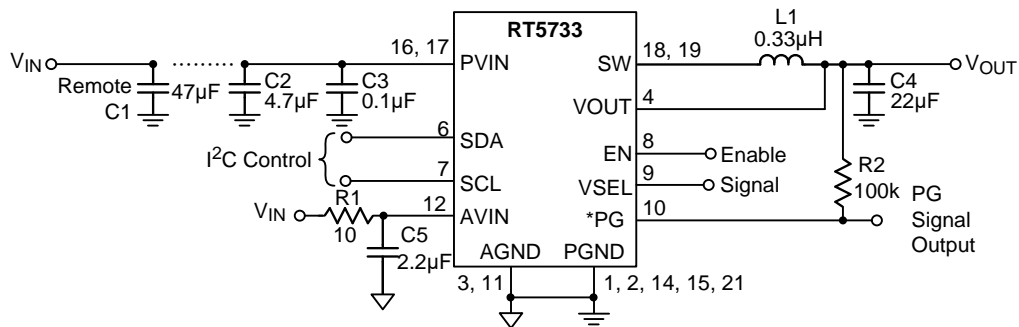 RT5733
L1
0.33µH
VIN
16, 17
PVIN
SW
18, 19
VOUT
Remote
C1
47µF
C2
4.7µF
C3
0.1µF
VOUT
4
C4
22µF
6
SDA
I2C Control
7
SCL
EN
8
Enable
VSEL
9
Signal
R2
100k
VIN
R1
10
12
AVIN
*PG
10
PG
Signal
Output
C5
2.2µF
AGND
PGND
3, 11
1, 2, 14, 15, 21